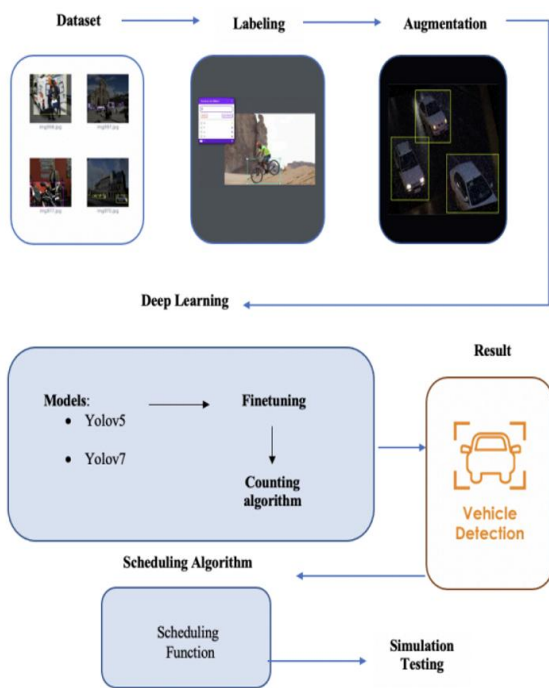 Dataset
Labeling
Augmentation
Deep Learning
Result
Models:
• Yolov5
• Yolov7
Finetuning
Counting
algorithm
Vehicle
Detection
Scheduling Algorithm
Scheduling
Function
Simulation
Testing